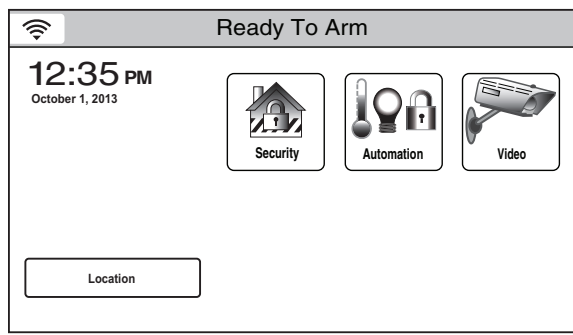 Ready To Arm
12:35 PM
October 1, 2013
Security
Automation
Video
Location